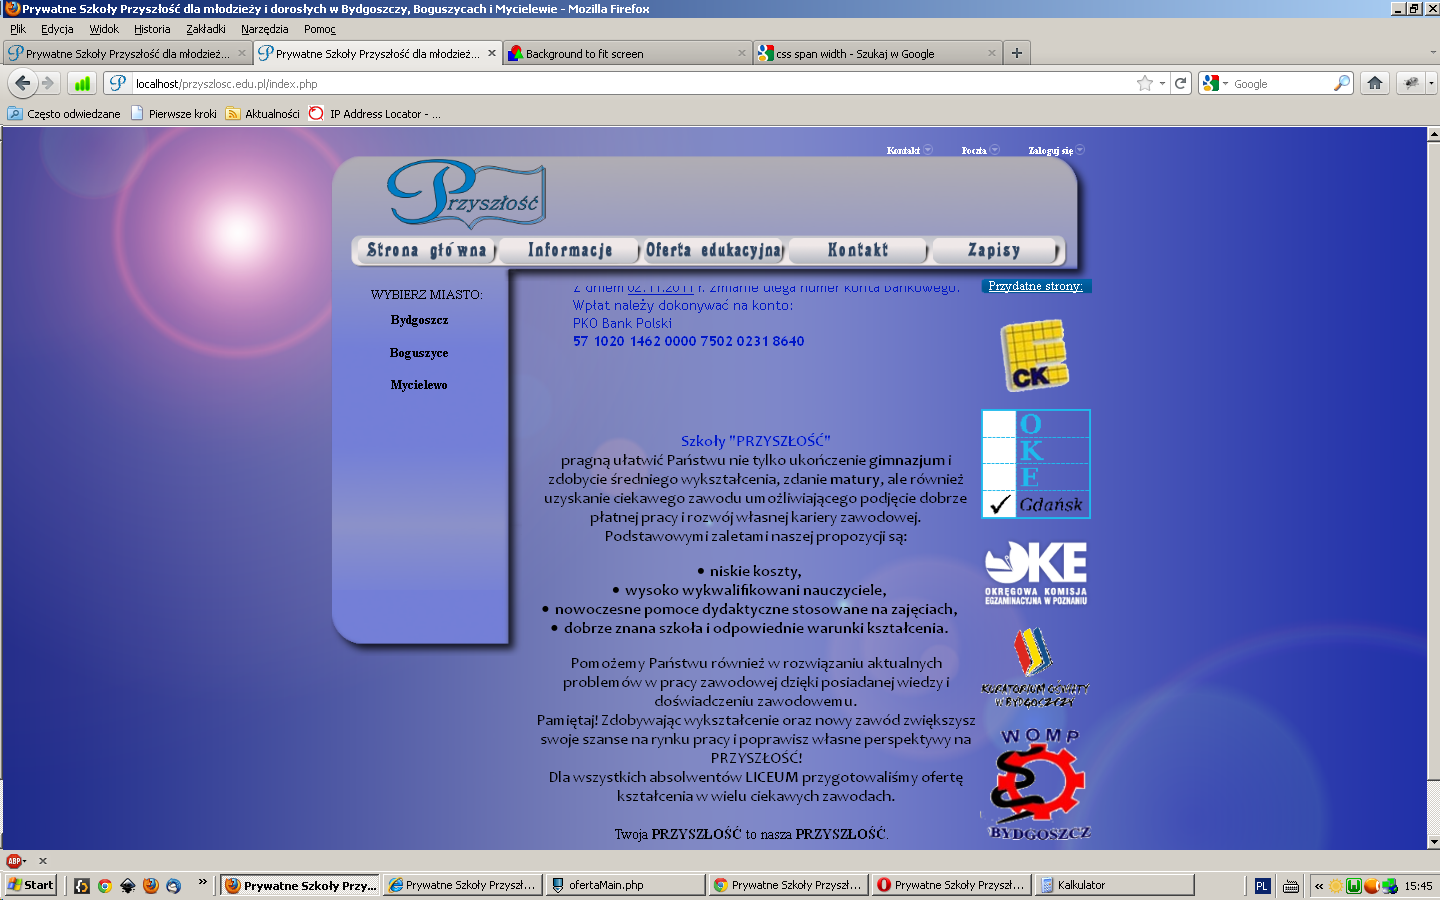 Prywatne Szkoły Przyszłość dla młodzieży i dorosłych w Bydgoszczy, Boguszycach i Mycielewie - Mozilla Firefox
Plik Edycja Widok Historia Zakładki Narzędzia Pomoc
Prywatne Szkoły Przyszłość dla młodzież... Prywatne Szkoły Przyszłość dla młodzież... Background to fit screen css span width - Szukaj w Google
localhost/przyszlosc.edu.pl/index.php Google
Często odwiedzane Pierwsze kroki Aktualności IP Address Locator - ...
Kontakt Poczta Zaloguj się
Przyszłość
Strona główna Informacje Oferta edukacyjna Kontakt Zapisy
WYBIERZ MIASTO:
Bydgoszcz
Boguszyce
Mycielewo
Z dniem 02.11.2011 r. zmianie ulega numer konta bankowego.
Wpłat należy dokonywać na konto:
PKO Bank Polski
57 1020 1462 0000 7502 0231 8640
Szkoły "PRZYSZŁOŚĆ"
pragną ułatwić Państwu nie tylko ukończenie gimnazjum i
zdobycie średniego wykształcenia, zdanie matury, ale również
uzyskanie ciekawego zawodu umożliwiającego podjęcie dobrze
płatnej pracy i rozwój własnej kariery zawodowej.
Podstawowymi zaletami naszej propozycji są:
• niskie koszty,
• wysoko wykwalifikowani nauczyciele,
• nowoczesne pomoce dydaktyczne stosowane na zajęciach,
• dobrze znana szkoła i odpowiednie warunki kształcenia.
Pomożemy Państwu również w rozwiązaniu aktualnych
problemów w pracy zawodowej dzięki posiadanej wiedzy i
doświadczeniu zawodowemu.
Pamiętaj! Zdobywając wykształcenie oraz nowy zawód zwiększysz
swoje szanse na rynku pracy i poprawisz własne perspektywy na
PRZYSZŁOŚĆ!
Dla wszystkich absolwentów LICEUM przygotowaliśmy ofertę
kształcenia w wielu ciekawych zawodach.
Twoja PRZYSZŁOŚĆ to nasza PRZYSZŁOŚĆ.
Przydatne strony:
CKE
O
K
E
Gdańsk
OKE
OKRĘGOWA KOMISJA
EGZAMINACYJNA W POZNANIU
KURATORIUM OŚWIATY
W BYDGOSZCZY
WOMP
BYDGOSZCZ
ABP
Start Prywatne Szkoły Przy... Prywatne Szkoły Przyszł... ofertaMain.php Prywatne Szkoły Przyszł... Prywatne Szkoły Przyszł... Kalkulator PL 15:45